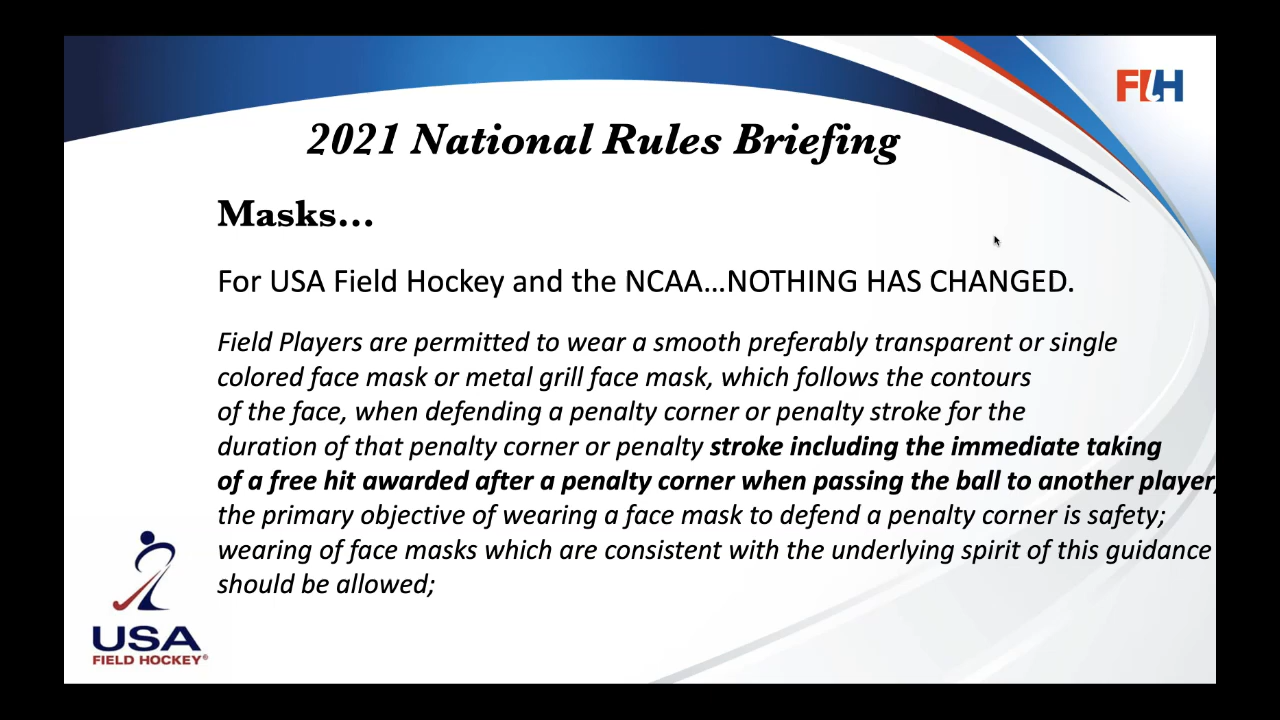 FIH
2021 National Rules Briefing
Masks...
For USA Field Hockey and the NCAA...NOTHING HAS CHANGED.
Field Players are permitted to wear a smooth preferably transparent or single
colored face mask or metal grill face mask, which follows the contours
of the face, when defending a penalty corner or penalty stroke for the
duration of that penalty corner or penalty stroke including the immediate taking
of a free hit awarded after a penalty corner when passing the ball to another player,
the primary objective of wearing a face mask to defend a penalty corner is safety;
wearing of face masks which are consistent with the underlying spirit of this guidance
should be allowed;
USA
FIELD HOCKEY®